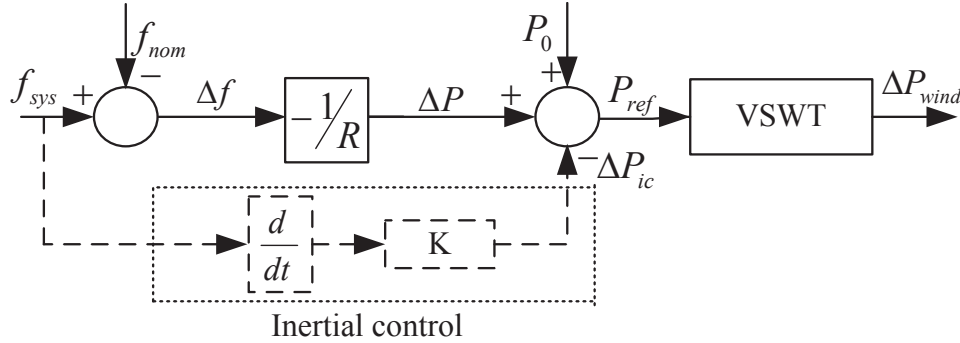 f_nom
−
f_sys
+
Δf
− 1/R
ΔP
+
P_0
+
P_ref
VSWT
ΔP_wind
− ΔP_ic
d/dt
K
Inertial control